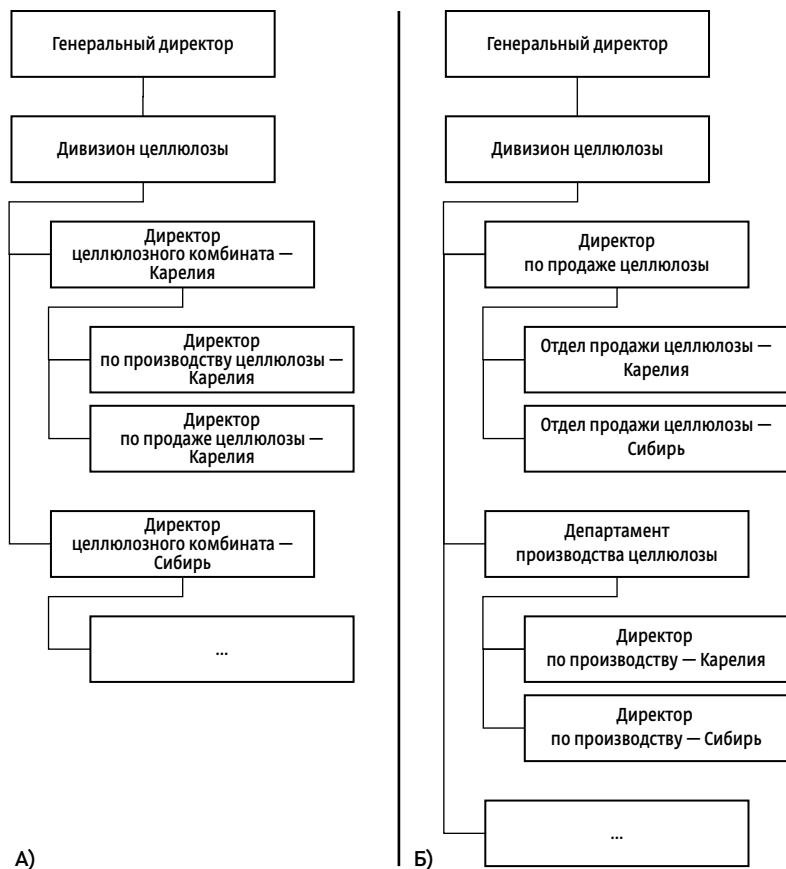 Генеральный директор
Дивизион целлюлозы
Директор
целлюлозного комбината —
Карелия
Директор
по производству целлюлозы —
Карелия
Директор
по продаже целлюлозы —
Карелия
Директор
целлюлозного комбината —
Сибирь
...
А)
Генеральный директор
Дивизион целлюлозы
Директор
по продаже целлюлозы
Отдел продажи целлюлозы —
Карелия
Отдел продажи целлюлозы —
Сибирь
Департамент
производства целлюлозы
Директор
по производству — Карелия
Директор
по производству — Сибирь
...
Б)